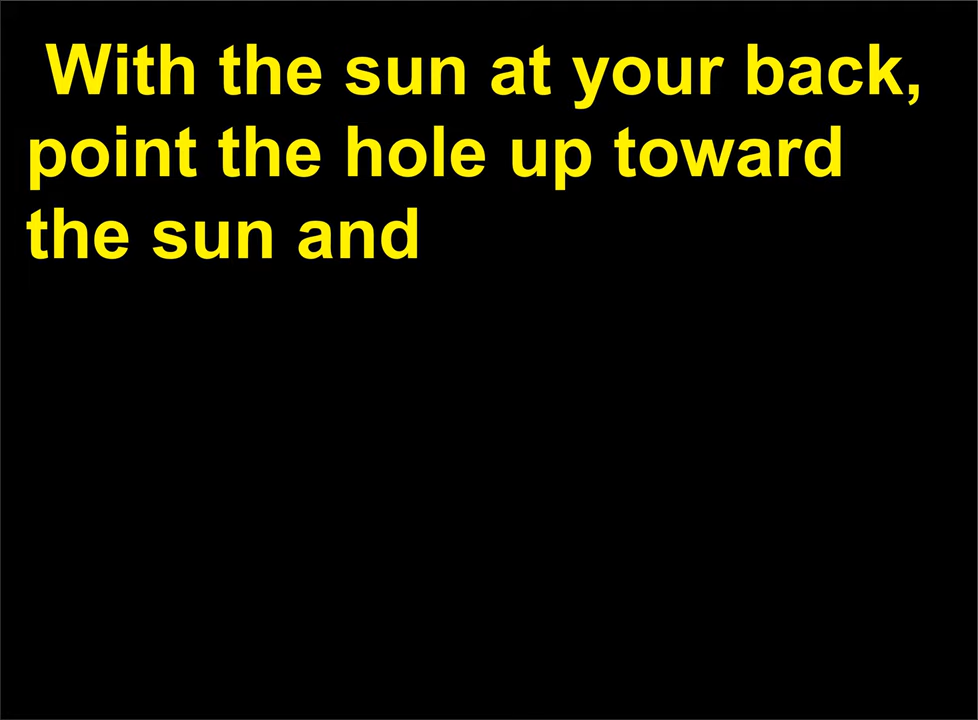 With the sun at your back,
point the hole up toward
the sun and